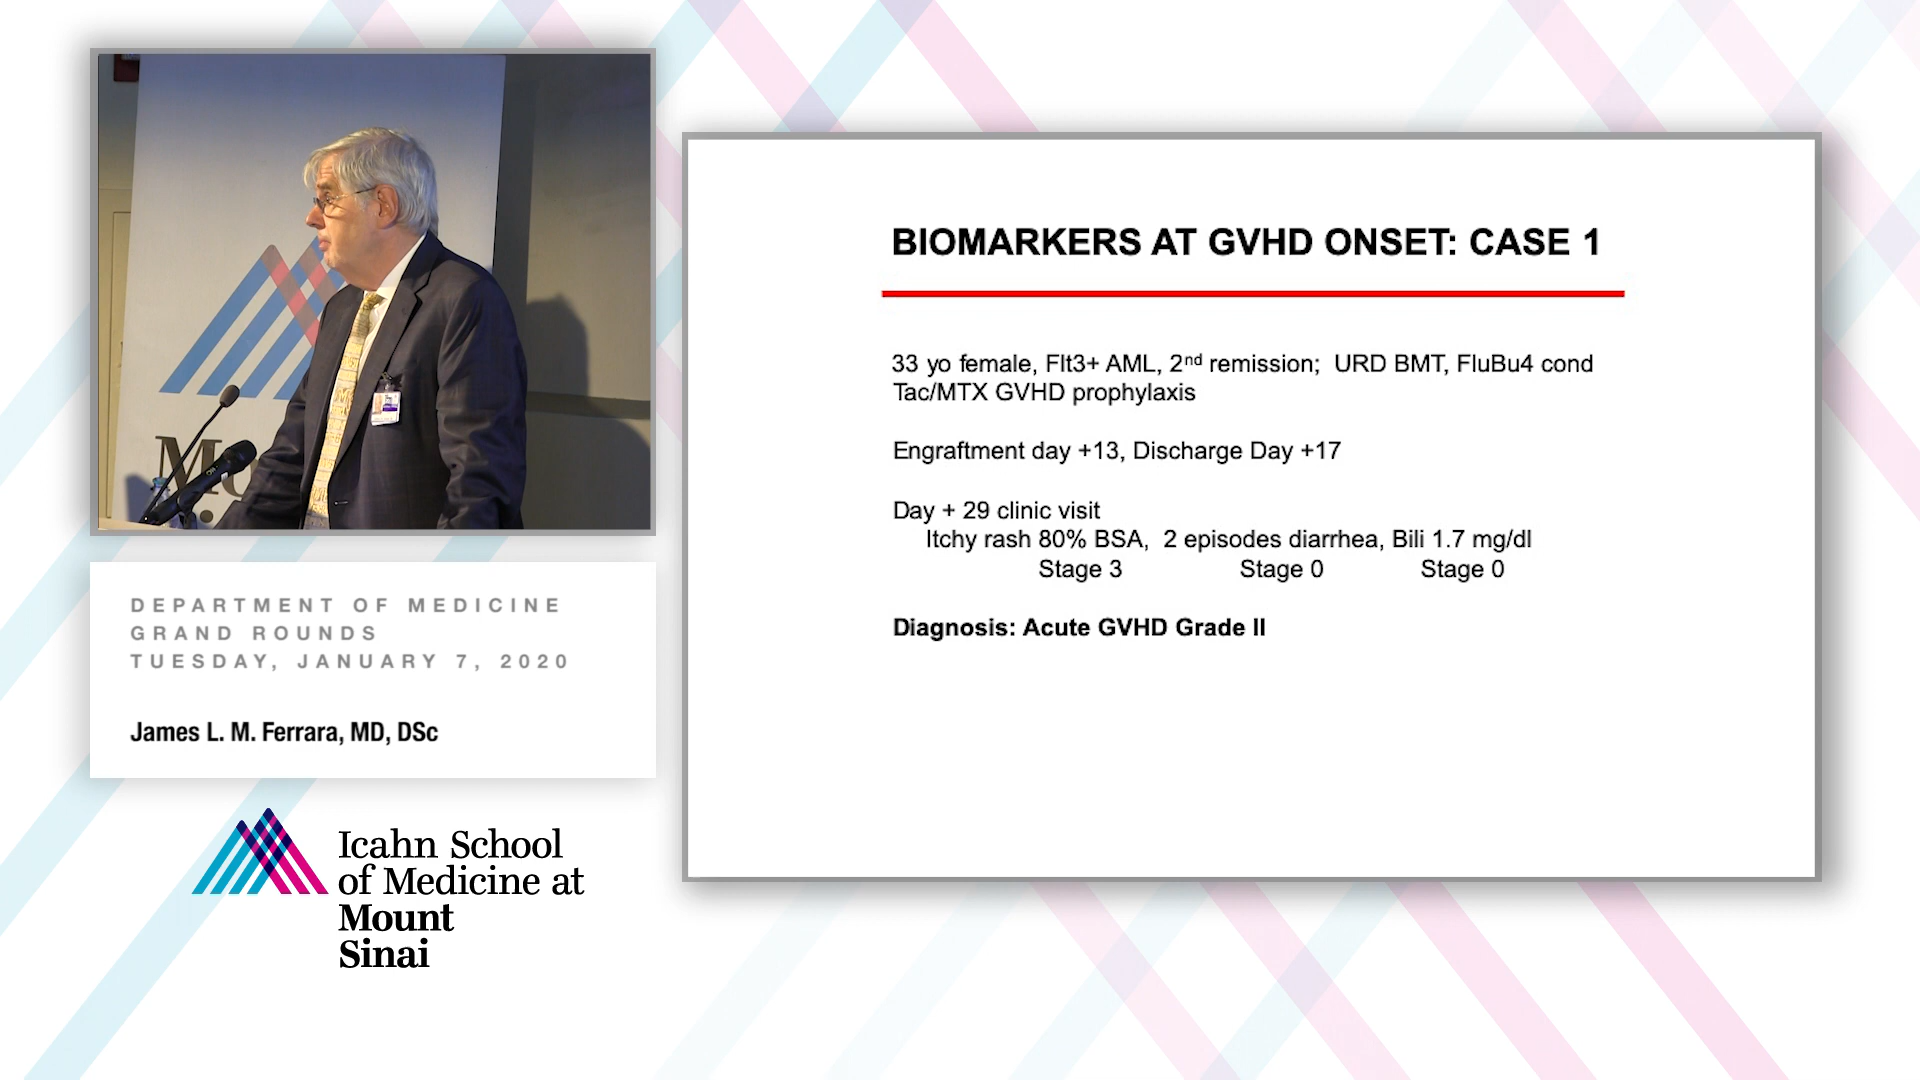 DEPARTMENT OF MEDICINE
GRAND ROUNDS
TUESDAY, JANUARY 7, 2020
James L. M. Ferrara, MD, DSc
Icahn School
of Medicine at
Mount
Sinai
BIOMARKERS AT GVHD ONSET: CASE 1
33 yo female, Flt3+ AML, 2nd remission; URD BMT, FluBu4 cond
Tac/MTX GVHD prophylaxis
Engraftment day +13, Discharge Day +17
Day + 29 clinic visit
Itchy rash 80% BSA, 2 episodes diarrhea, Bili 1.7 mg/dl
Stage 3 Stage 0 Stage 0
Diagnosis: Acute GVHD Grade II